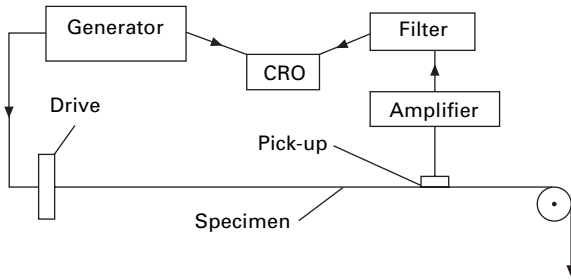 Generator
Filter
CRO
Drive
Amplifier
Pick-up
Specimen